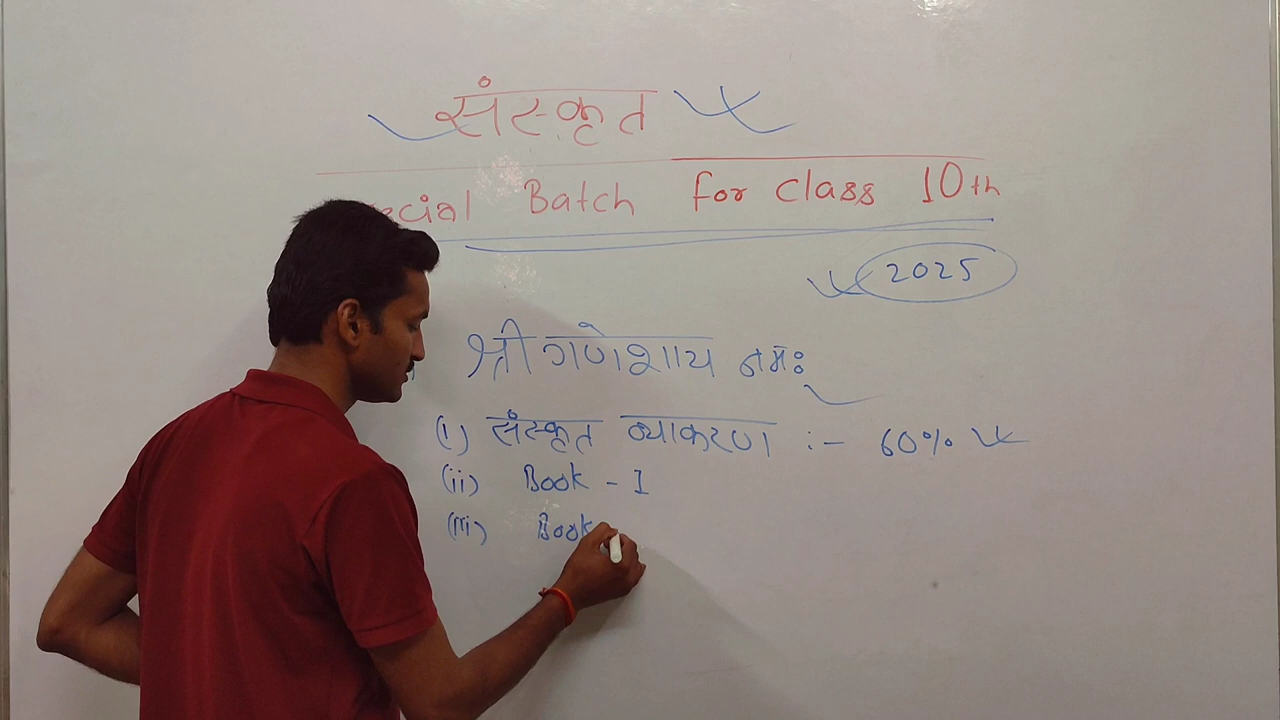 संस्कृत
ecial Batch for class 10th
2025
श्री गणेशाय नमः
(i) संस्कृत व्याकरण :- 60%
(ii) Book - I
(iii) Book